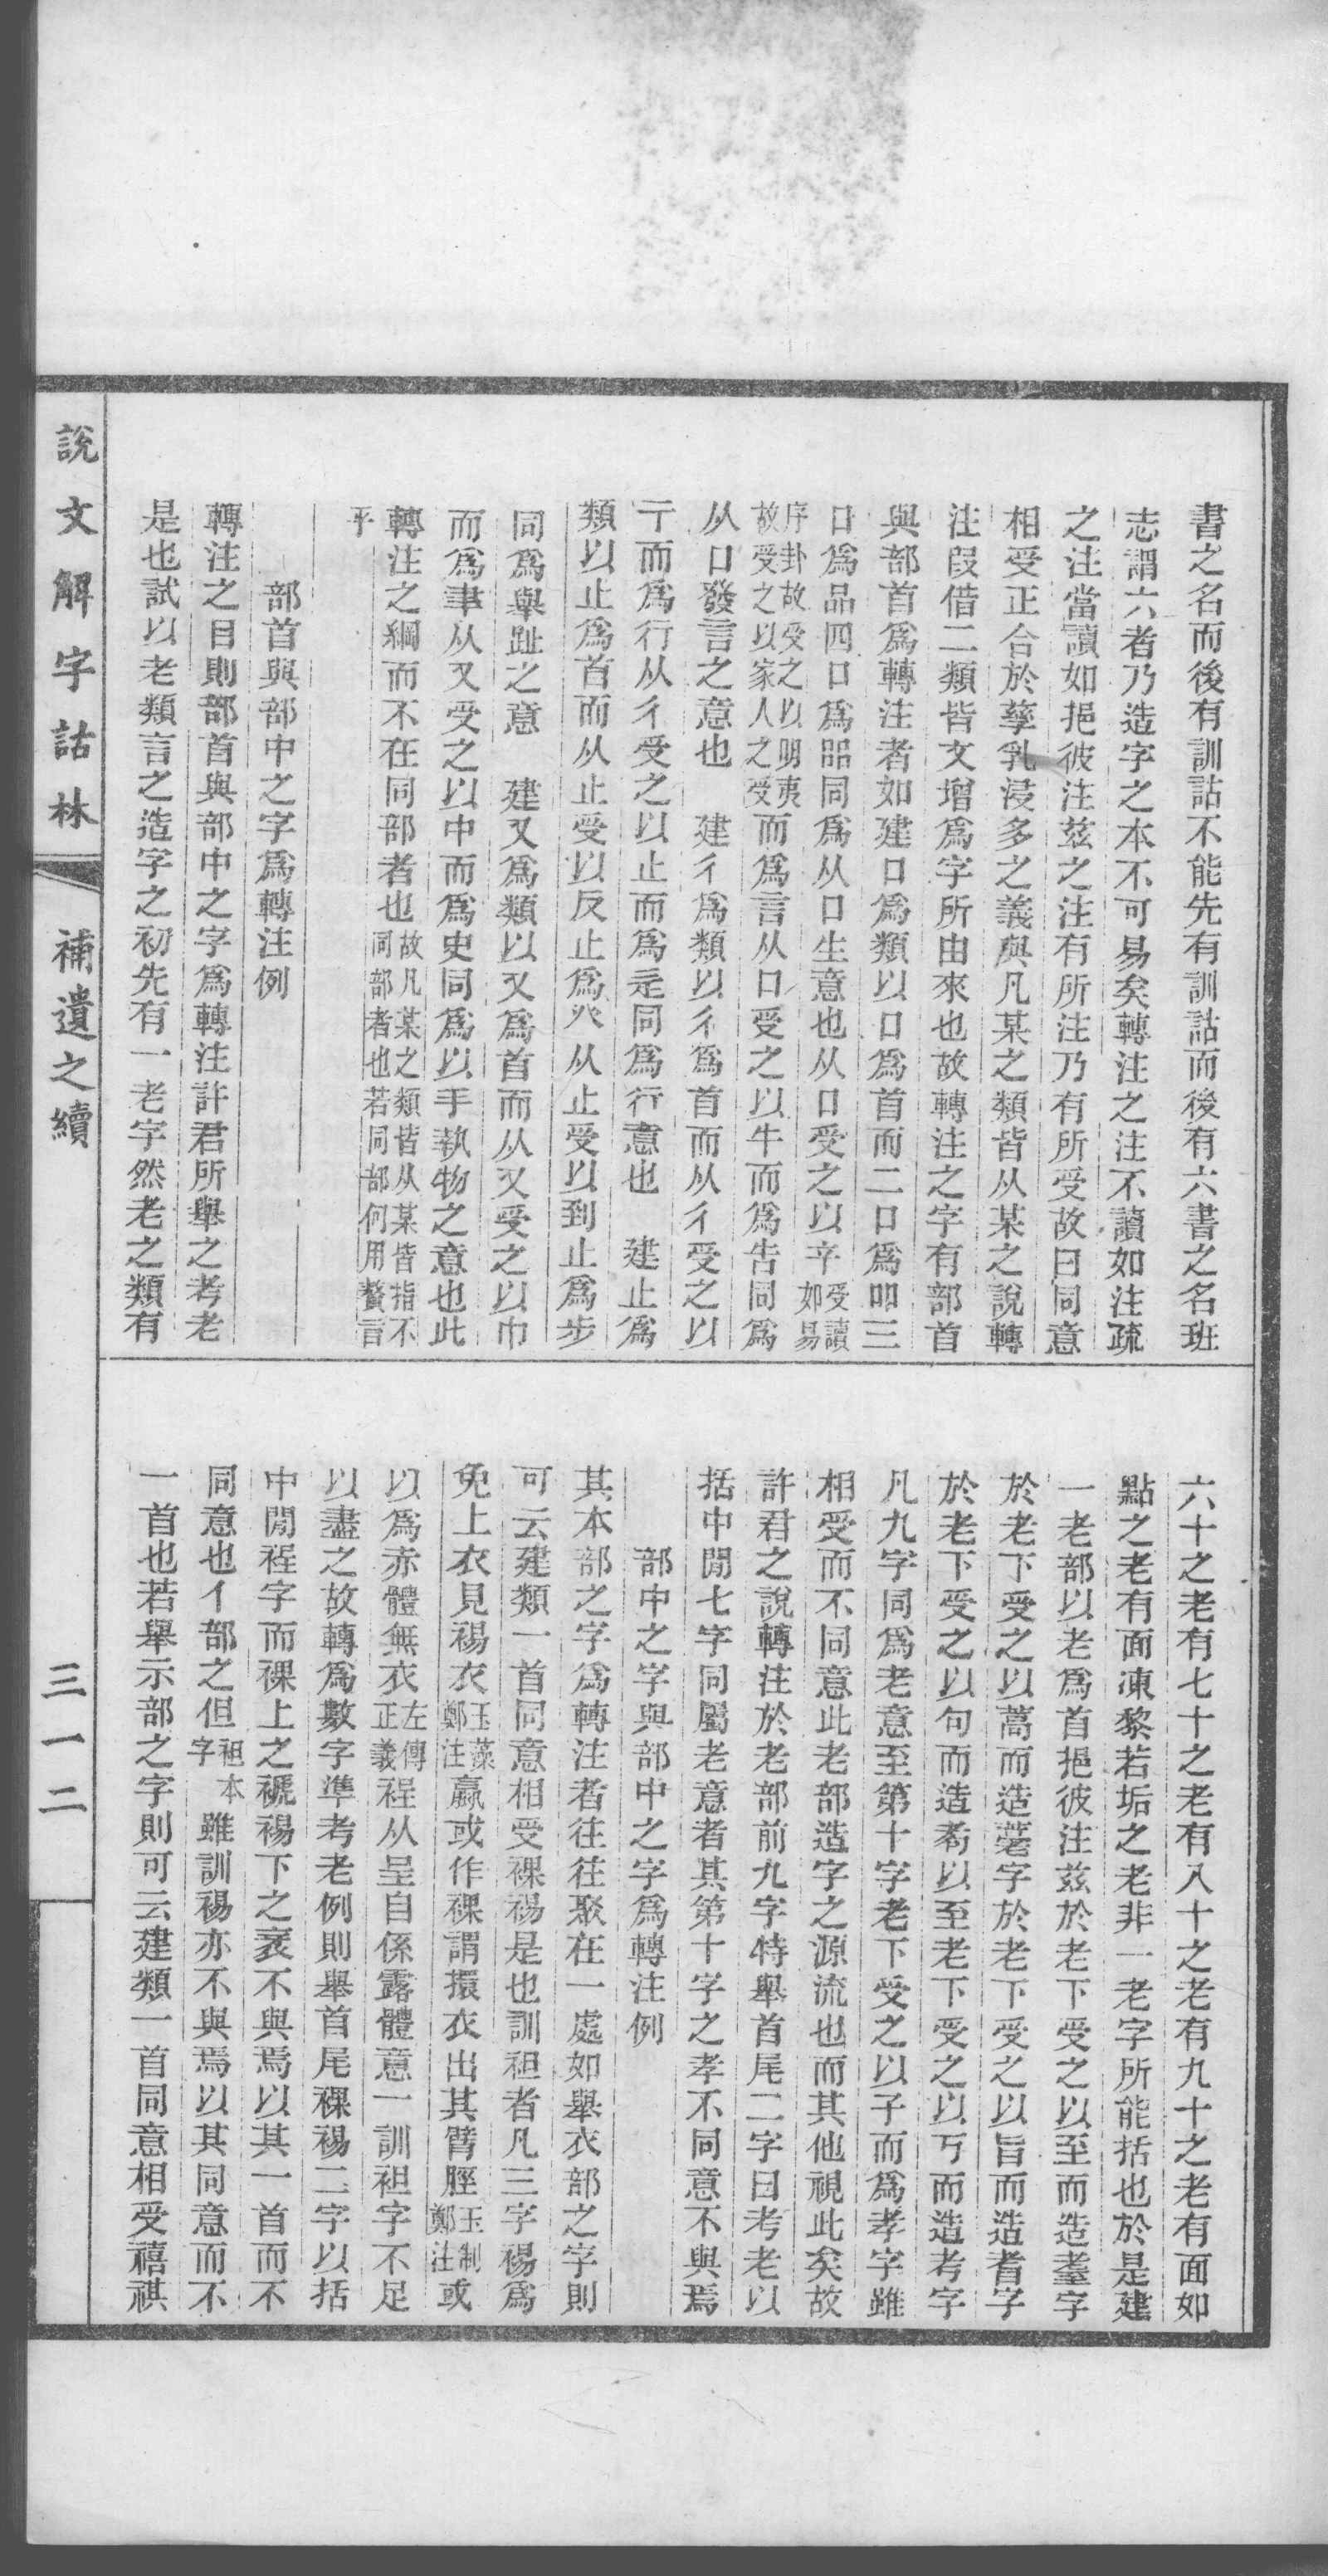 書之名而後有訓詁不能先有訓詁而後有六書之名班
志謂六者乃造字之本不可易矣轉注之注不讀如注疏
之注當讀如挹彼注茲之注有所注乃有所受故曰同意
相受正合於孳乳浸多之義與凡某之類皆从某之說轉
注叚借二類皆文增爲字所由來也故轉注之字有部首
與部首爲轉注者如建口爲類以口爲首而二口爲吅三
口爲品四口爲㗊同爲从口生意也从口受之以䇂受讀如易
序卦故受之以明夷故受之以家人之受而爲言从口受之以牛而爲告同爲
从口發言之意也　建彳爲類以彳爲首而从彳受之以
亍而爲行从彳受之以止而爲辵同爲行意也　建止爲
類以止爲首而从止受以反止爲癶从止受以到止爲步
同爲舉趾之意　建又爲類以又爲首而从又受之以巾
而爲𦘒从又受之以中而爲史同爲以手執物之意也此
轉注之綱而不在同部者也故凡某之類皆从某皆指不同部者也若同部何用贅言
乎
部首與部中之字爲轉注例
轉注之目則部首與部中之字爲轉注許君所舉之考老
是也試以老類言之造字之初先有一老字然老之類有
六十之老有七十之老有八十之老有九十之老有面如
點之老有面凍黎若垢之老非一老字所能括也於是建
一老部以老爲首挹彼注茲於老下受之以至而造耋字
於老下受之以蒿而造薹字於老下受之以旨而造耆字
於老下受之以句而造耇以至老下受之以丂而造考字
凡九字同爲老意至第十字老下受之以子而爲孝字雖
相受而不同意此老部造字之源流也而其他視此矣故
許君之說轉注於老部前九字特舉首尾二字曰考老以
括中閒七字同屬老意者其第十字之孝不同意不與焉
部中之字與部中之字爲轉注例
其本部之字爲轉注者往往聚在一處如舉衣部之字則
可云建類一首同意相受裸裼是也訓袒者凡三字裼爲
免上衣見裼衣玉藻鄭注臝或作裸謂攐衣出其臂脛玉制鄭注或
以爲亦體無衣左傳正義裎从呈自係露體意一訓袒字不足
以盡之故轉爲數字準考老例則舉首尾裸裼二字以括
中閒裎字而裸上之褫裼下之衺不與焉以其一首而不
同意也亻部之但袒本字雖訓裼亦不與焉以其同意而不
一首也若舉示部之字則可云建類一首同意相受禧祺
說文解字詁林
補遺之續
三一二